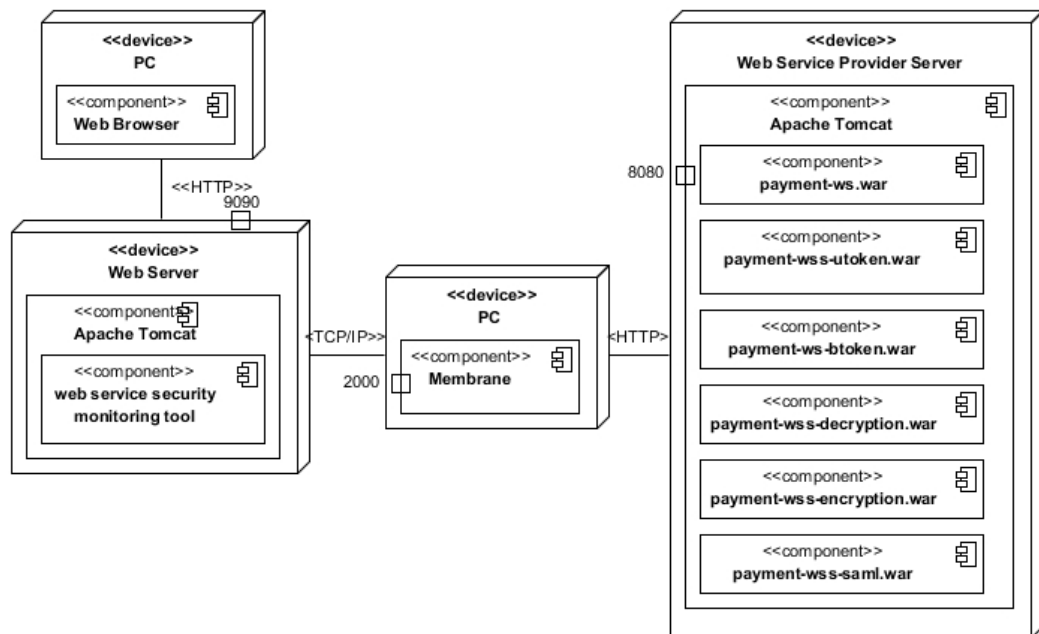 <<device>>
PC
<<component>>
Web Browser
<<HTTP>>
9090
<<device>>
Web Server
<<component>>
Apache Tomcat
<<component>>
web service security
monitoring tool
<TCP/IP>>
<<device>>
PC
<<component>>
Membrane
2000
<HTTP>
<<device>>
Web Service Provider Server
<<component>>
Apache Tomcat
8080
<<component>>
payment-ws.war
<<component>>
payment-wss-utoken.war
<<component>>
payment-ws-btoken.war
<<component>>
payment-wss-decryption.war
<<component>>
payment-wss-encryption.war
<<component>>
payment-wss-saml.war